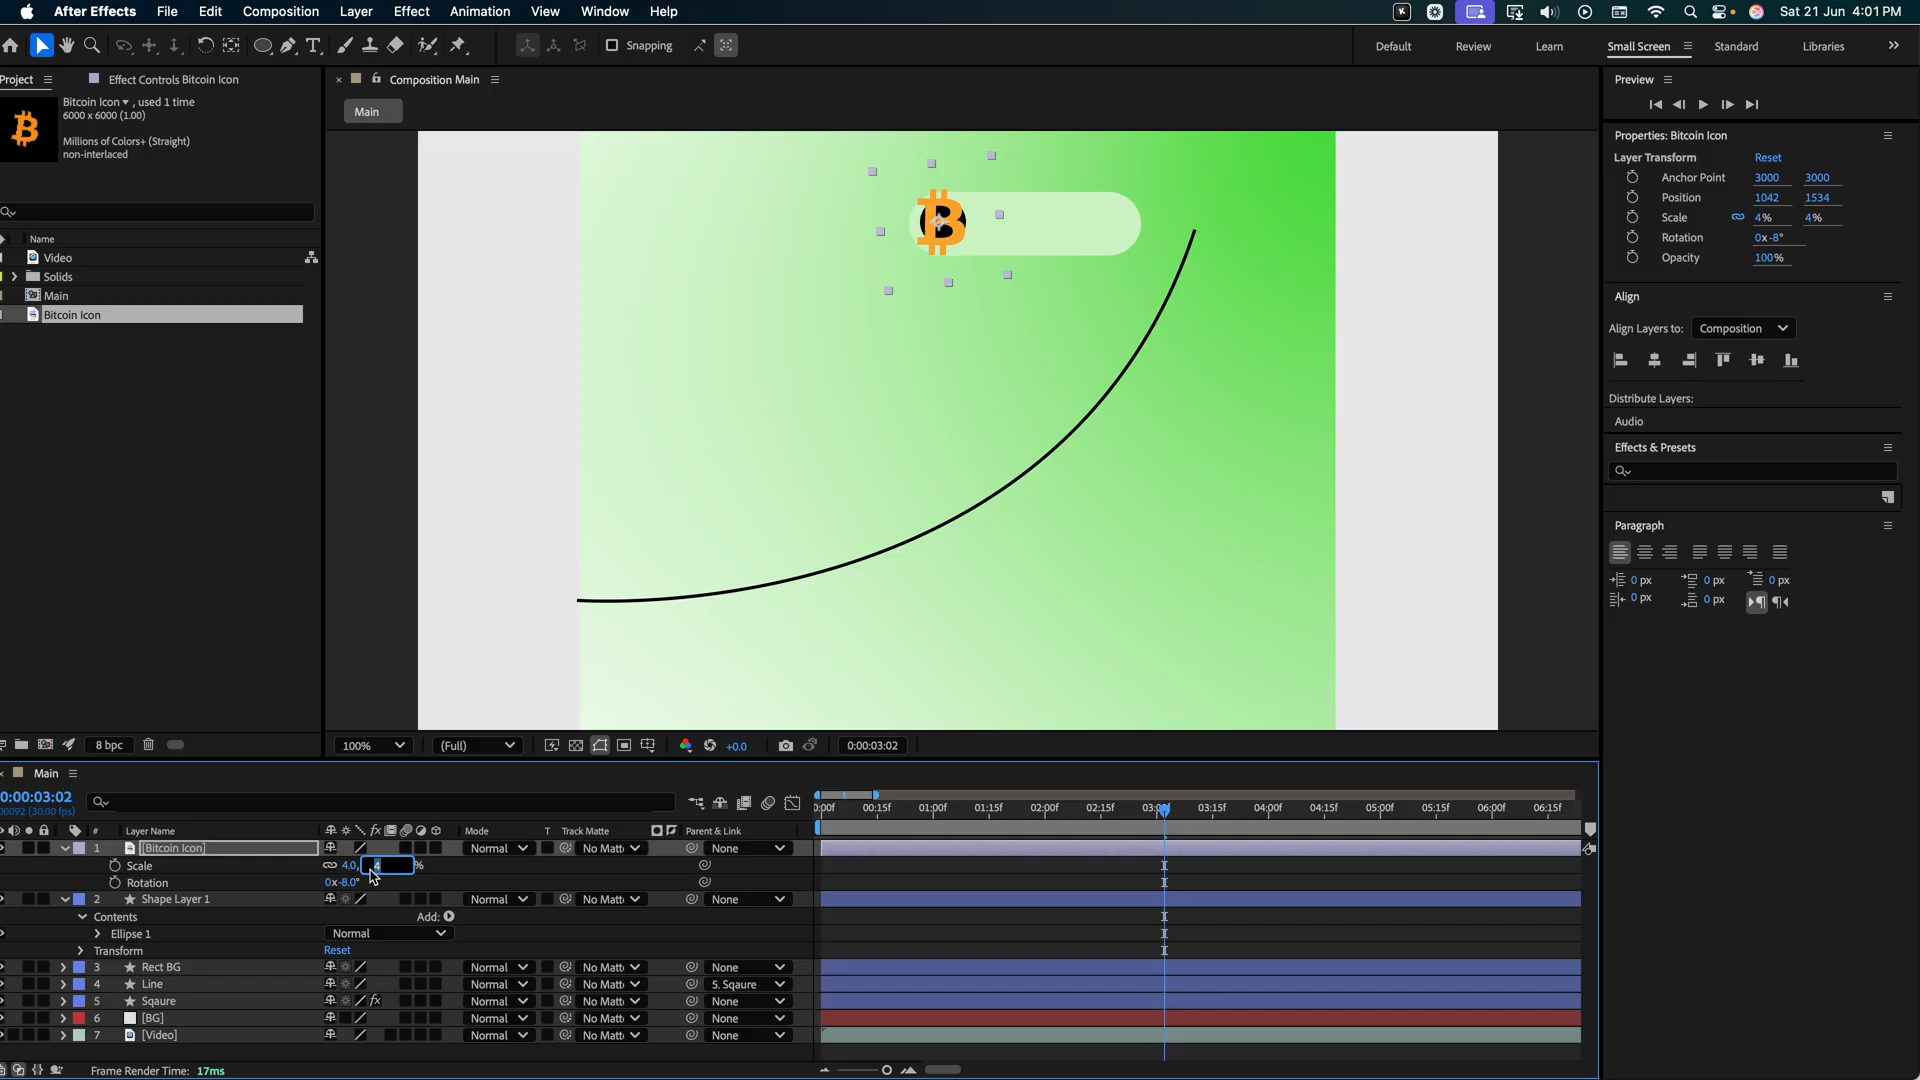 After Effects File Edit Composition Layer Effect Animation View Window Help Sat 21 Jun 4:01 PM
Snapping Default Review Learn Small Screen Standard Libraries
Project Effect Controls Bitcoin Icon
Composition Main
Preview
Bitcoin Icon , used 1 time
6000 x 6000 (1.00)
Millions of Colors+ (Straight)
non-interlaced
Main
Properties: Bitcoin Icon
Layer Transform Reset
Anchor Point 3000 3000
Position 1042 1534
Scale 4% 4%
Rotation 0x-8°
Opacity 100%
Name
Video
Solids
Main
Bitcoin Icon
Align
Align Layers to: Composition
Distribute Layers:
Audio
Effects & Presets
Paragraph
0 px 0 px 0 px
0 px 0 px
8 bpc
100% (Full) +0.0 0:00:03:02
Main
0:00:03:02
00092 (30.00 fps)
0:00f 00:15f 01:00f 01:15f 02:00f 02:15f 03:15f 04:00f 04:15f 05:00f 05:15f 06:00f 06:15f
# Layer Name fx Mode T Track Matte Parent & Link
1 [Bitcoin Icon] Normal No Matt None
Scale 4.0, 4 %
Rotation 0x-8.0°
2 Shape Layer 1 Normal No Matt None
Contents Add:
Ellipse 1 Normal
Transform Reset
3 Rect BG Normal No Matt None
4 Line Normal No Matt 5. Sqaure
5 Sqaure fx Normal No Matt None
6 [BG] Normal No Matt None
7 [Video] Normal No Matt None
Frame Render Time: 17ms